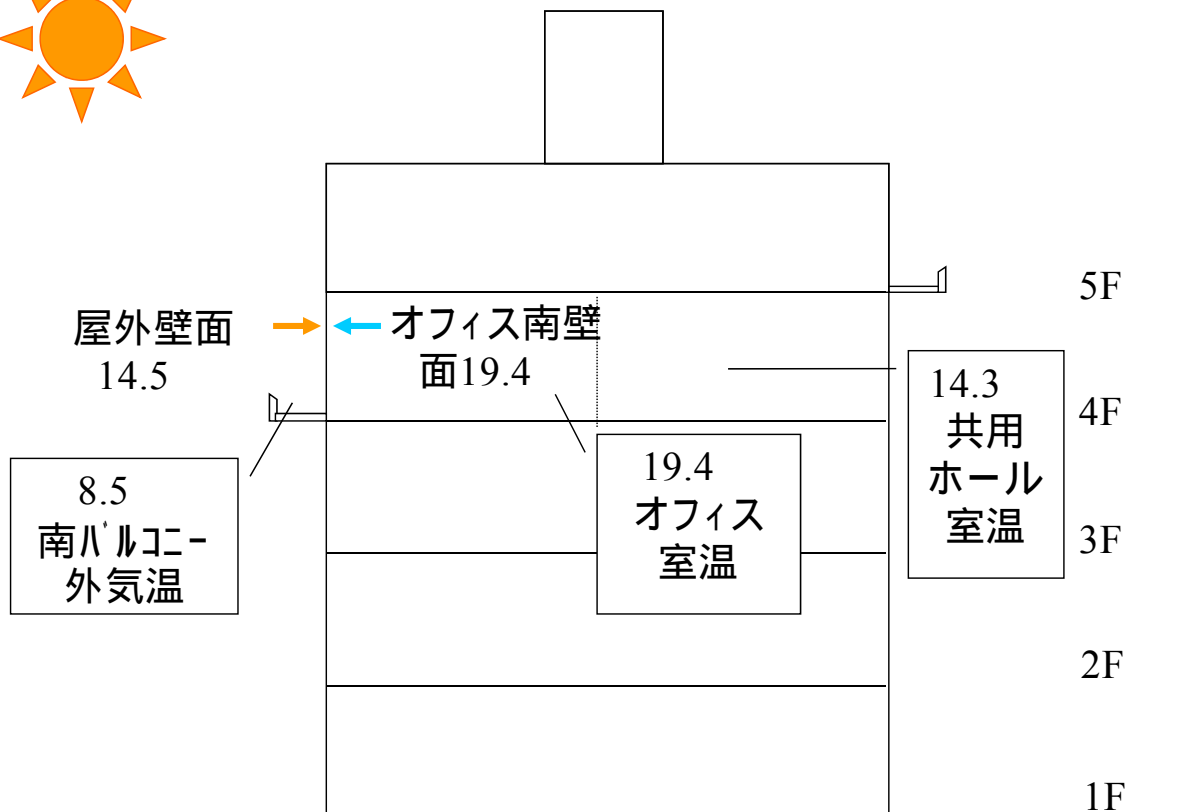 5F
屋外壁面
14.5
オフィス南壁
面19.4
14.3
共用
ホール
室温
4F
8.5
南ﾊﾞﾙｺﾆｰ
外気温
19.4
オフィス
室温
3F
2F
1F